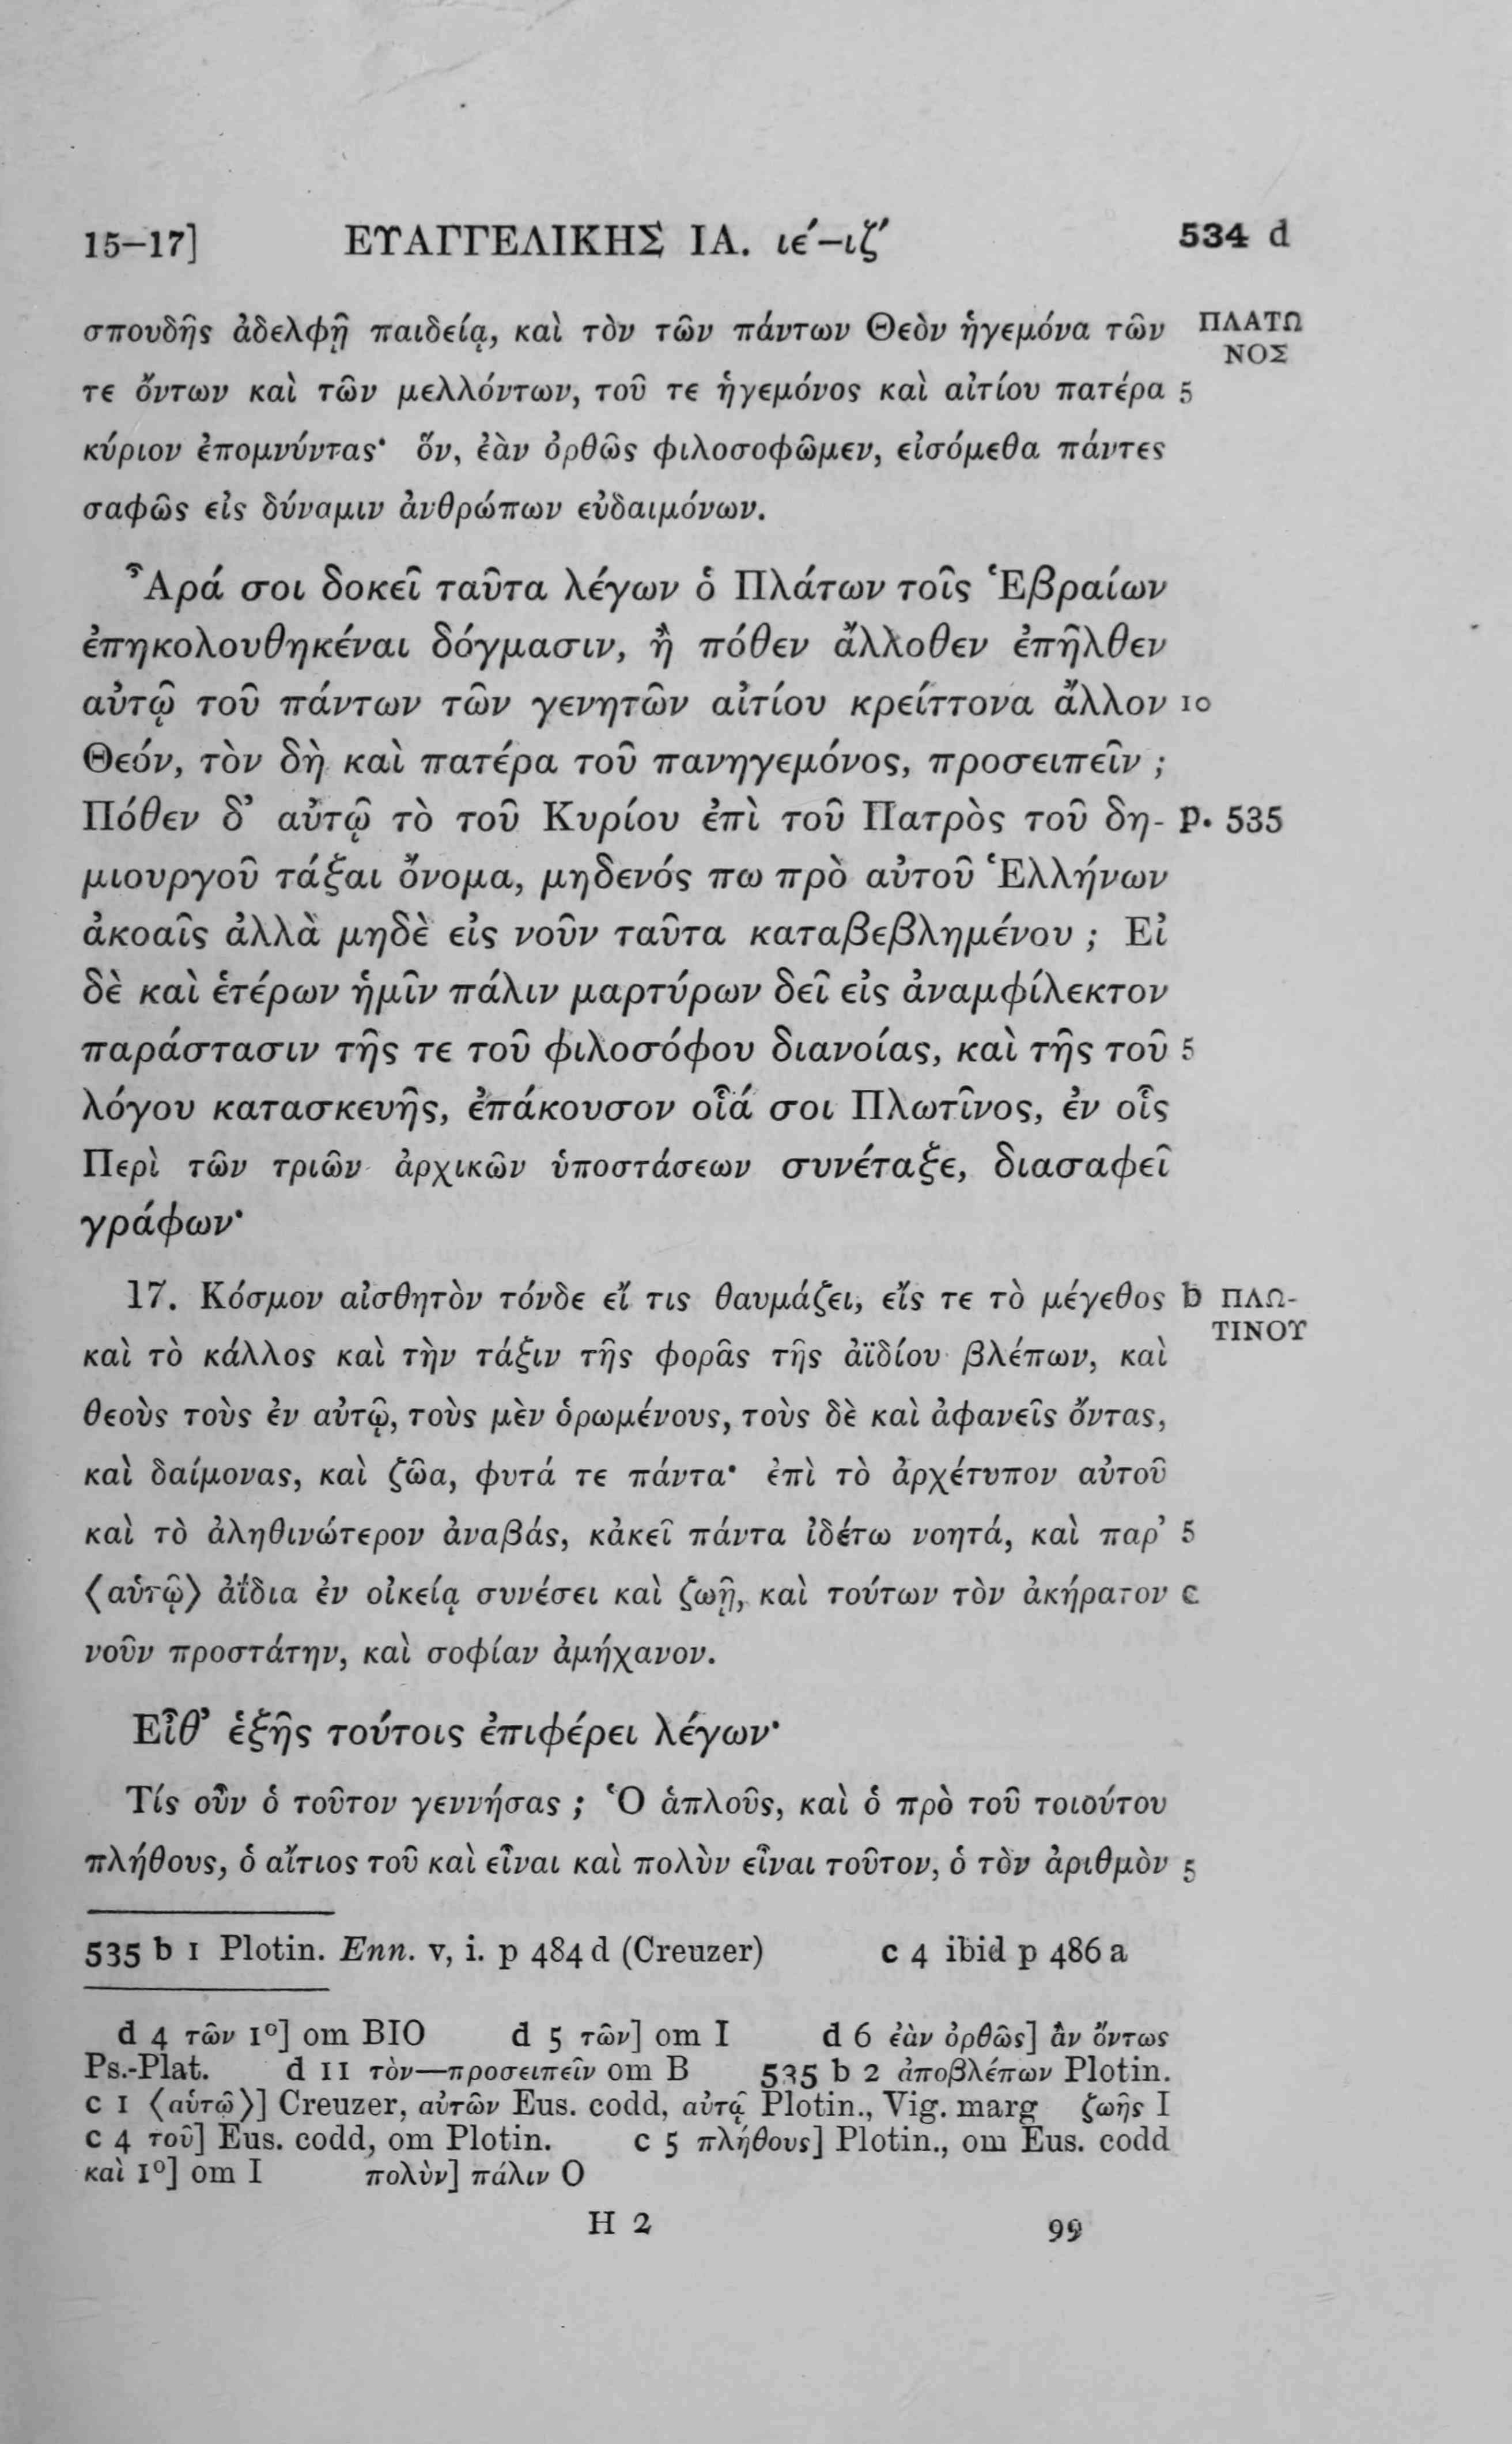 15–17] ΕΥΑΓΓΕΛΙΚΗΣ ΙΑ. ιέ–ιζ′ 534 d
σπουδῆς ἀδελφῇ παιδείᾳ, καὶ τὸν τῶν πάντων Θεὸν ἡγεμόνα τῶν ΠΛΑΤΩ
ΝΟΣ
τε ὄντων καὶ τῶν μελλόντων, τοῦ τε ἡγεμόνος καὶ αἰτίου πατέρα 5
κύριον ἐπομνύντας· ὅν, ἐὰν ὀρθῶς φιλοσοφῶμεν, εἰσόμεθα πάντες
σαφῶς εἰς δύναμιν ἀνθρώπων εὐδαιμόνων.
Ἆρά σοι δοκεῖ ταῦτα λέγων ὁ Πλάτων τοῖς Ἑβραίων
ἐπηκολουθηκέναι δόγμασιν, ἢ πόθεν ἄλλοθεν ἐπῆλθεν
αὐτῷ τοῦ πάντων τῶν γενητῶν αἰτίου κρείττονα ἄλλον 10
Θεόν, τὸν δὴ καὶ πατέρα τοῦ πανηγεμόνος, προσειπεῖν ;
Πόθεν δ’ αὐτῷ τὸ τοῦ Κυρίου ἐπὶ τοῦ Πατρὸς τοῦ δη- p. 535
μιουργοῦ τάξαι ὄνομα, μηδενός πω πρὸ αὐτοῦ Ἑλλήνων
ἀκοαῖς ἀλλὰ μηδὲ εἰς νοῦν ταῦτα καταβεβλημένου ; Εἰ
δὲ καὶ ἑτέρων ἡμῖν πάλιν μαρτύρων δεῖ εἰς ἀναμφίλεκτον
παράστασιν τῆς τε τοῦ φιλοσόφου διανοίας, καὶ τῆς τοῦ 5
λόγου κατασκευῆς, ἐπάκουσον οἷά σοι Πλωτῖνος, ἐν οἷς
Περὶ τῶν τριῶν ἀρχικῶν ὑποστάσεων συνέταξε, διασαφεῖ
γράφων·
17. Κόσμον αἰσθητὸν τόνδε εἴ τις θαυμάζει, εἴς τε τὸ μέγεθος b ΠΛΩ-
ΤΙΝΟΥ
καὶ τὸ κάλλος καὶ τὴν τάξιν τῆς φορᾶς τῆς ἀϊδίου βλέπων, καὶ
θεοὺς τοὺς ἐν αὐτῷ, τοὺς μὲν ὁρωμένους, τοὺς δὲ καὶ ἀφανεῖς ὄντας,
καὶ δαίμονας, καὶ ζῶα, φυτά τε πάντα· ἐπὶ τὸ ἀρχέτυπον αὐτοῦ
καὶ τὸ ἀληθινώτερον ἀναβάς, κἀκεῖ πάντα ἰδέτω νοητά, καὶ παρ’ 5
⟨αὑτῷ⟩ ἀΐδια ἐν οἰκείᾳ συνέσει καὶ ζωῇ, καὶ τούτων τὸν ἀκήρατον c
νοῦν προστάτην, καὶ σοφίαν ἀμήχανον.
Εἶθ’ ἑξῆς τούτοις ἐπιφέρει λέγων·
Τίς οὖν ὁ τοῦτον γεννήσας ; Ὁ ἁπλοῦς, καὶ ὁ πρὸ τοῦ τοιούτου
πλήθους, ὁ αἴτιος τοῦ καὶ εἶναι καὶ πολὺν εἶναι τοῦτον, ὁ τὸν ἀριθμὸν 5
535 b 1 Plotin. Enn. v, i. p 484 d (Creuzer) c 4 ibid p 486 a
d 4 τῶν 1º] om BIO d 5 τῶν] om I d 6 ἐὰν ὀρθῶς] ἂν ὄντως
Ps.-Plat. d 11 τὸν—προσειπεῖν om B 535 b 2 ἀποβλέπων Plotin.
c 1 ⟨αὑτῷ⟩] Creuzer, αὐτῶν Eus. codd, αὐτᾷ Plotin., Vig. marg ζωῆς I
c 4 τοῦ] Eus. codd, om Plotin. c 5 πλήθους] Plotin., om Eus. codd
καὶ 1º] om I πολὺν] πάλιν O
H 2 99